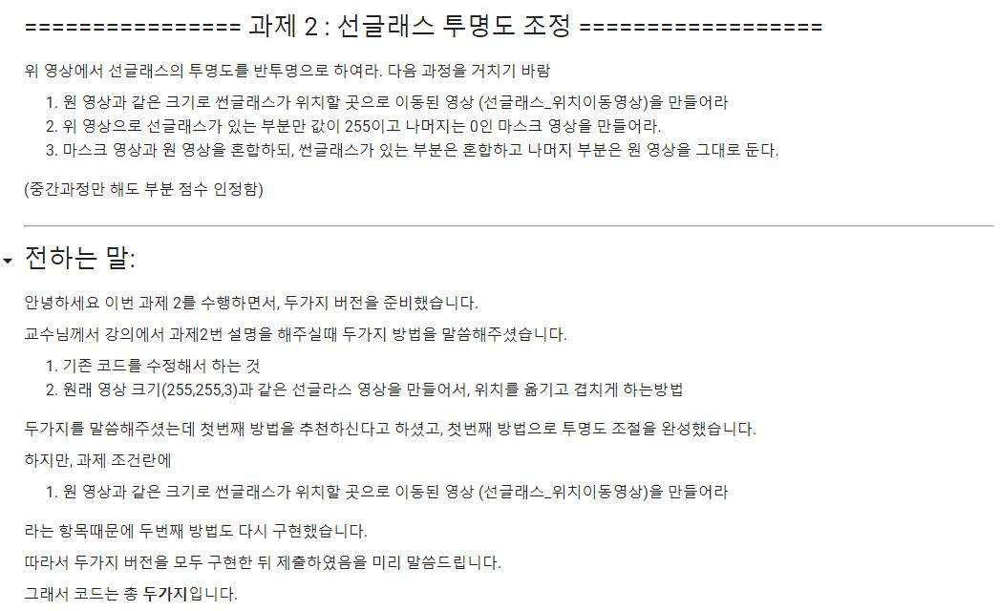 ================ 과제 2 : 선글래스 투명도 조정 ==================
위 영상에서 선글래스의 투명도를 반투명으로 하여라. 다음 과정을 거치기 바람
1. 원 영상과 같은 크기로 썬글래스가 위치할 곳으로 이동된 영상 (선글래스_위치이동영상)을 만들어라
2. 위 영상으로 선글래스가 있는 부분만 값이 255이고 나머지는 0인 마스크 영상을 만들어라.
3. 마스크 영상과 원 영상을 혼합하되, 썬글래스가 있는 부분은 혼합하고 나머지 부분은 원 영상을 그대로 둔다.
(중간과정만 해도 부분 점수 인정함)
전하는 말:
안녕하세요 이번 과제 2를 수행하면서, 두가지 버전을 준비했습니다.
교수님께서 강의에서 과제2번 설명을 해주실때 두가지 방법을 말씀해주셨습니다.
1. 기존 코드를 수정해서 하는 것
2. 원래 영상 크기(255,255,3)과 같은 선글라스 영상을 만들어서, 위치를 옮기고 겹치게 하는방법
두가지를 말씀해주셨는데 첫번째 방법을 추천하신다고 하셨고, 첫번째 방법으로 투명도 조절을 완성했습니다.
하지만, 과제 조건란에
1. 원 영상과 같은 크기로 썬글래스가 위치할 곳으로 이동된 영상 (선글래스_위치이동영상)을 만들어라
라는 항목때문에 두번째 방법도 다시 구현했습니다.
따라서 두가지 버전을 모두 구현한 뒤 제출하였음을 미리 말씀드립니다.
그래서 코드는 총 두가지입니다.